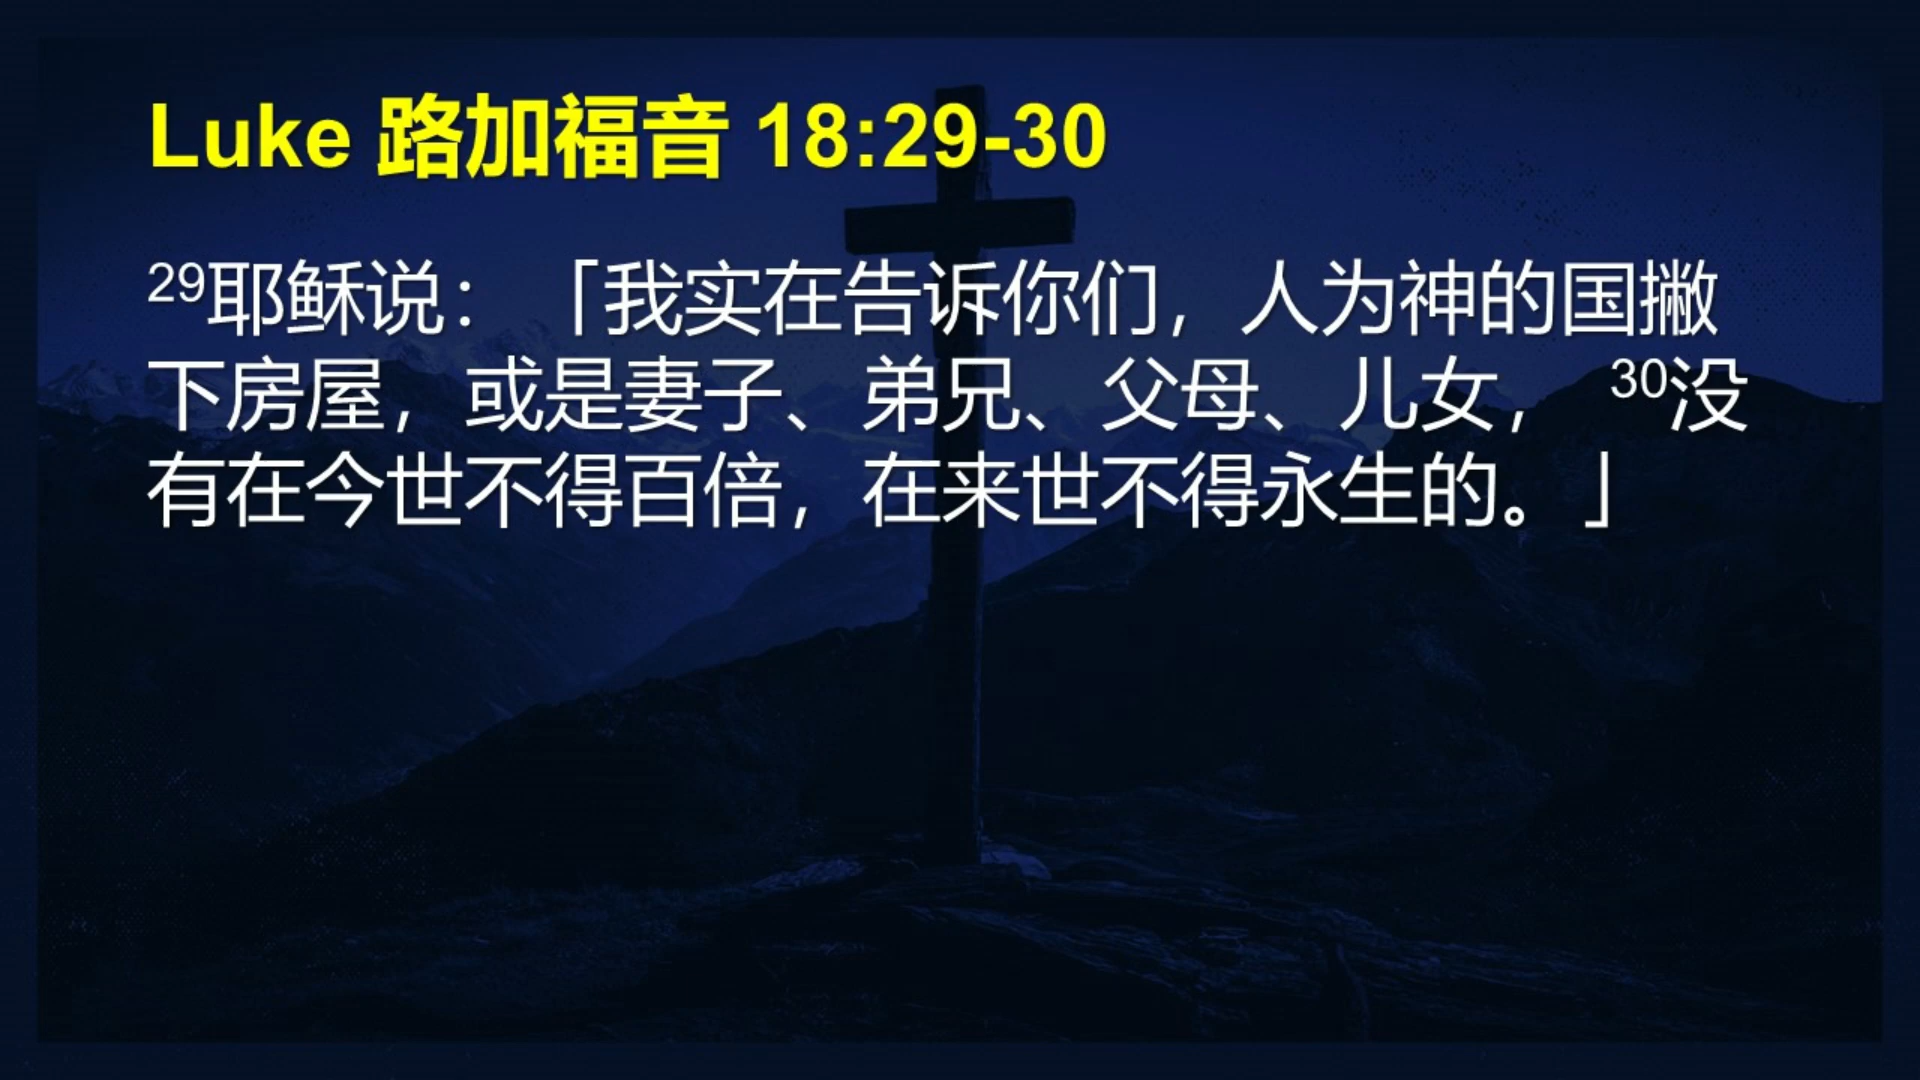 Luke 路加福音 18:29-30
29耶稣说：「我实在告诉你们，人为神的国撇
下房屋，或是妻子、弟兄、父母、儿女， 30没
有在今世不得百倍，在来世不得永生的。」